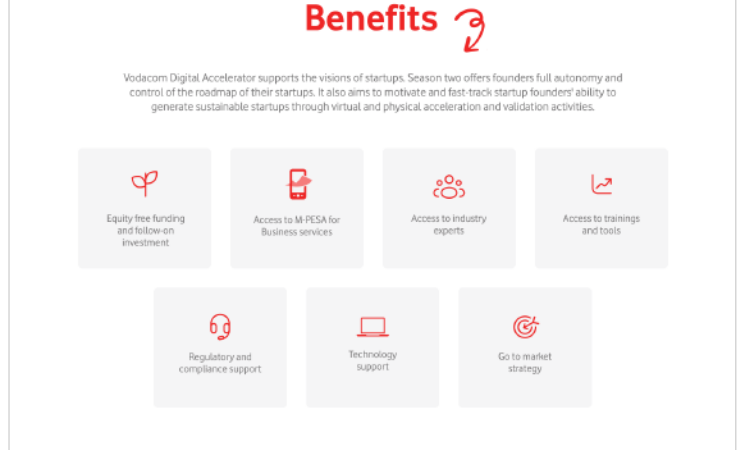 Benefits
Vodacom Digital Accelerator supports the visions of startups. Season two offers founders full autonomy and
control of the roadmap of their startups. It also aims to motivate and fast-track startup founders' ability to
generate sustainable startups through virtual and physical acceleration and validation activities.
Equity free funding
and follow-on
investment
Access to M-PESA for
Business services
Access to industry
experts
Access to trainings
and tools
Regulatory and
compliance support
Technology
support
Go to market
strategy